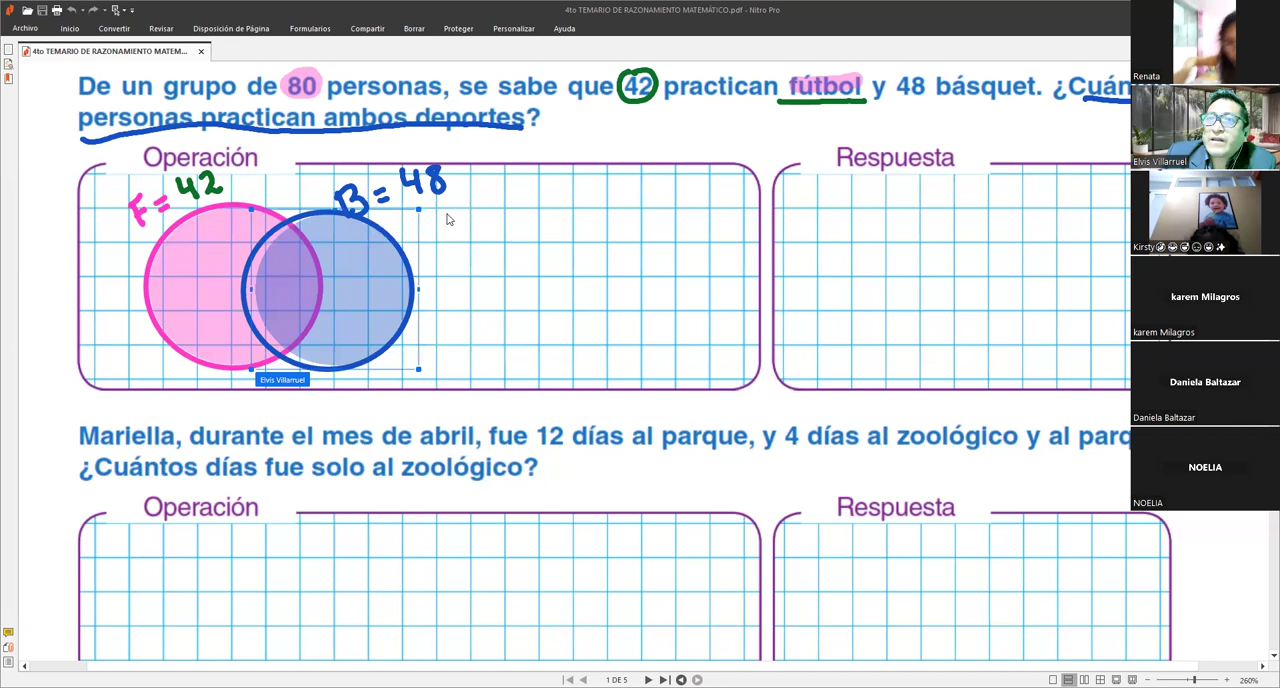 4to TEMARIO DE RAZONAMIENTO MATEMÁTICO.pdf - Nitro Pro
Archivo Inicio Convertir Revisar Disposición de Página Formularios Conectar Borrar Proteger Personalizar Ayuda
4to TEMARIO DE RAZONAMIENTO MATEM...
De un grupo de 80 personas, se sabe que 42 practican fútbol y 48 básquet. ¿Cuán
personas practican ambos deportes?
Operación
Respuesta
F = 42
B = 48
Elvis Villarruel
Mariella, durante el mes de abril, fue 12 días al parque, y 4 días al zoológico y al parq
¿Cuántos días fue solo al zoológico?
Operación
Respuesta
Renata
Elvis Villarruel
Kirsty
karem Milagros
karem Milagros
Daniela Baltazar
Daniela Baltazar
NOELIA
NOELIA
1 DE 5
260%